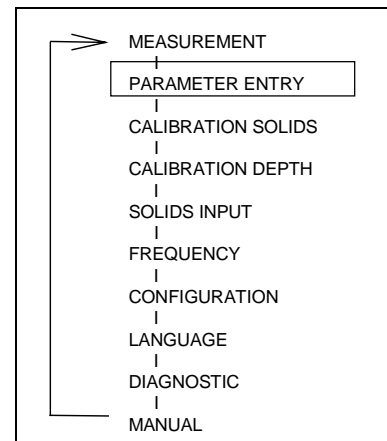 MEASUREMENT
PARAMETER ENTRY
CALIBRATION SOLIDS
CALIBRATION DEPTH
SOLIDS INPUT
FREQUENCY
CONFIGURATION
LANGUAGE
DIAGNOSTIC
MANUAL